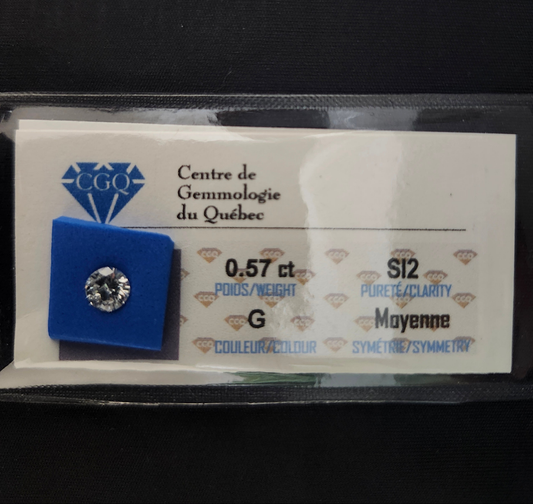 CGQ
Centre de
Gemmologie
du Québec
0.57 ct
POIDS/WEIGHT
SI2
PURETÉ/CLARITY
G
COULEUR/COLOUR
Moyenne
SYMÉTRIE/SYMMETRY